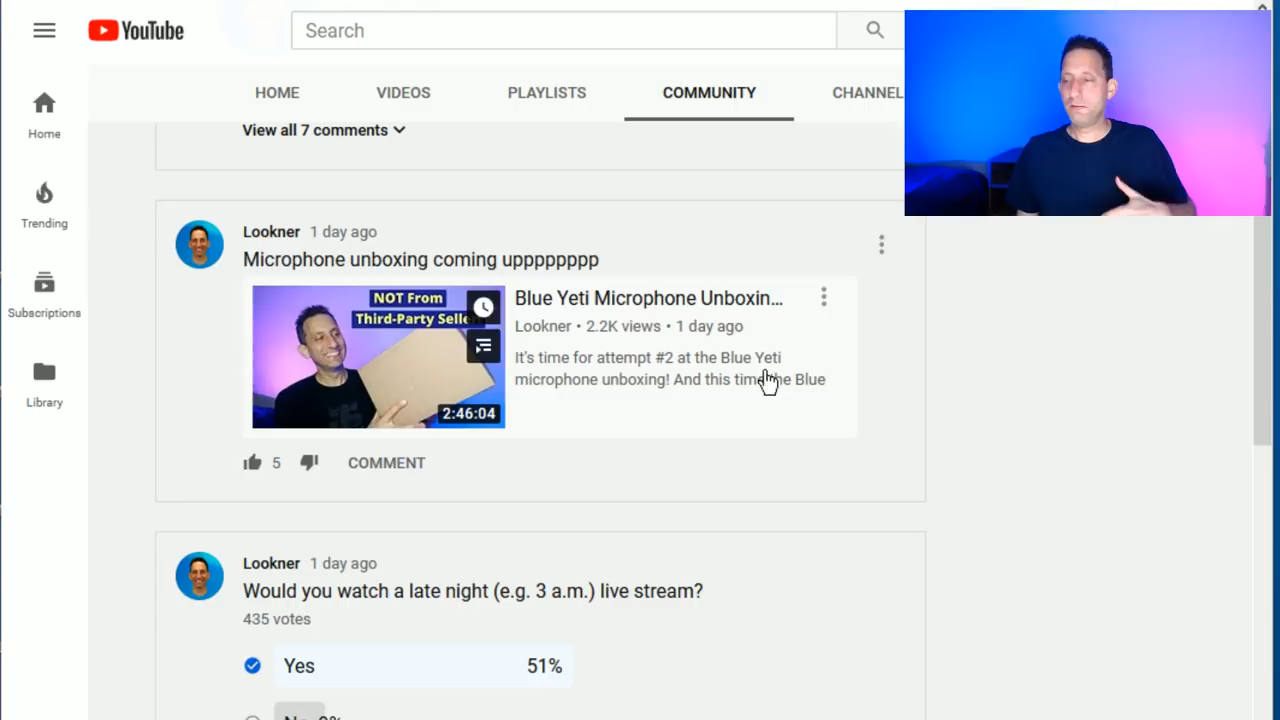 YouTube
Search
HOME
VIDEOS
PLAYLISTS
COMMUNITY
CHANNEL
Home
Trending
Subscriptions
Library
View all 7 comments
Lookner 1 day ago
Microphone unboxing coming upppppppp
NOT From
Third-Party
2:46:04
Blue Yeti Microphone Unboxin...
Lookner • 2.2K views • 1 day ago
It's time for attempt #2 at the Blue Yeti
microphone unboxing! And this Blue
5
COMMENT
Lookner 1 day ago
Would you watch a late night (e.g. 3 a.m.) live stream?
435 votes
Yes 51%